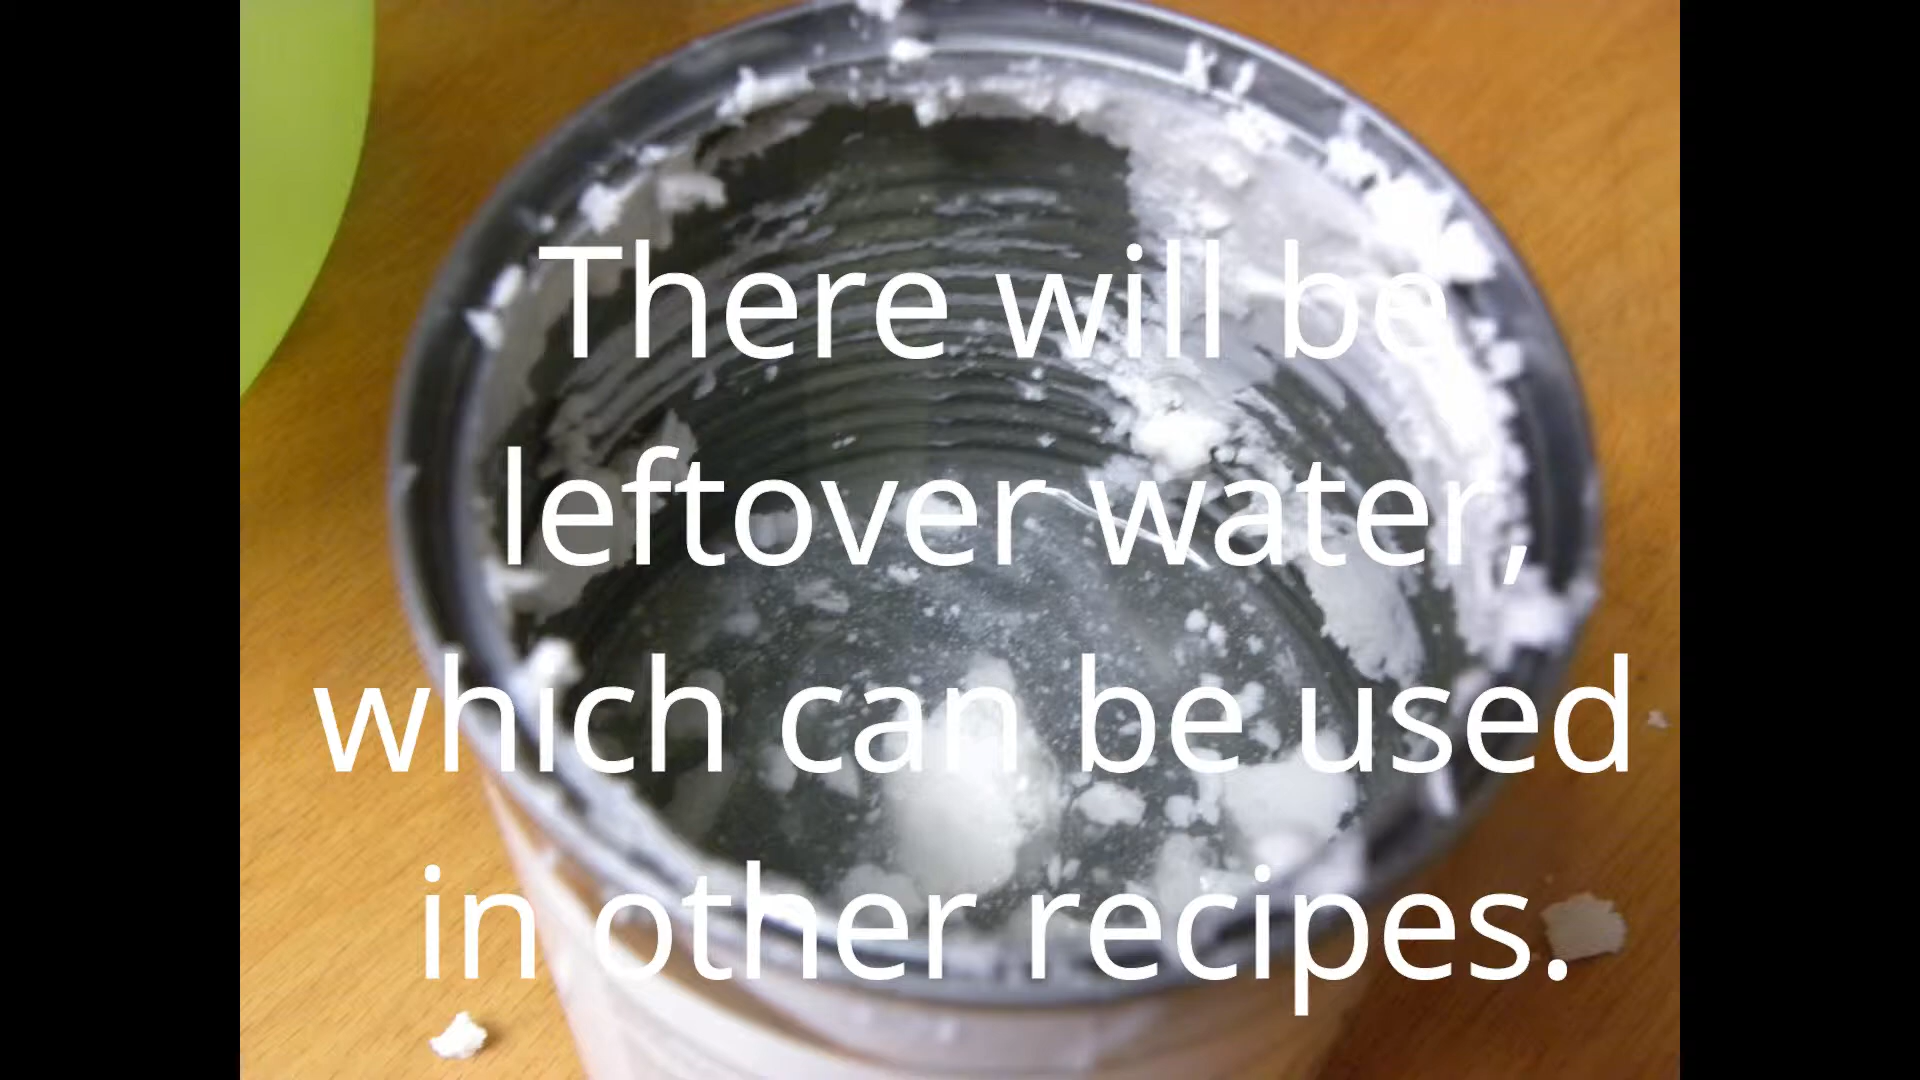 There will be
leftover water,
which can be used
in other recipes.